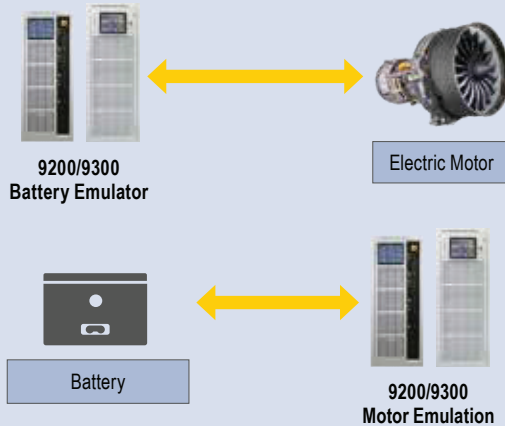 9200/9300
Battery Emulator
Electric Motor
Battery
9200/9300
Motor Emulation